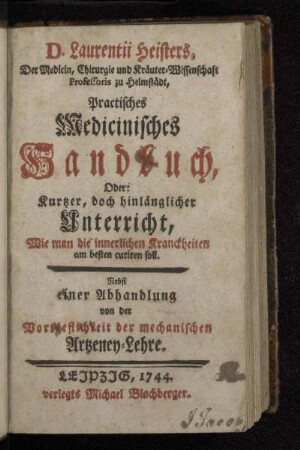 D. Laurentii Heisters,
Der Medicin, Chirurgie und Kräuter-Wissenschaft
Professoris zu Helmstädt,
Practisches
Medicinisches
Handbuch,
Oder:
Kurtzer, doch hinlänglicher
Unterricht,
Wie man die innerlichen Kranckheiten
am besten curiren soll.
Nebst
einer Abhandlung
von der
Vortreflichkeit der mechanischen
Artzeney-Lehre.
LEIPZIG, 1744.
verlegts Michael Blochberger.